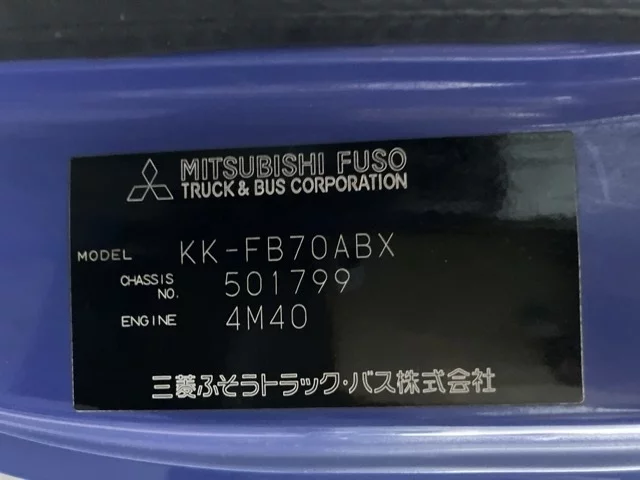 MITSUBISHI FUSO
TRUCK & BUS CORPORATION
MODEL KK-FB70ABX
CHASSIS NO. 501799
ENGINE 4M40
三菱ふそうトラック・バス株式会社